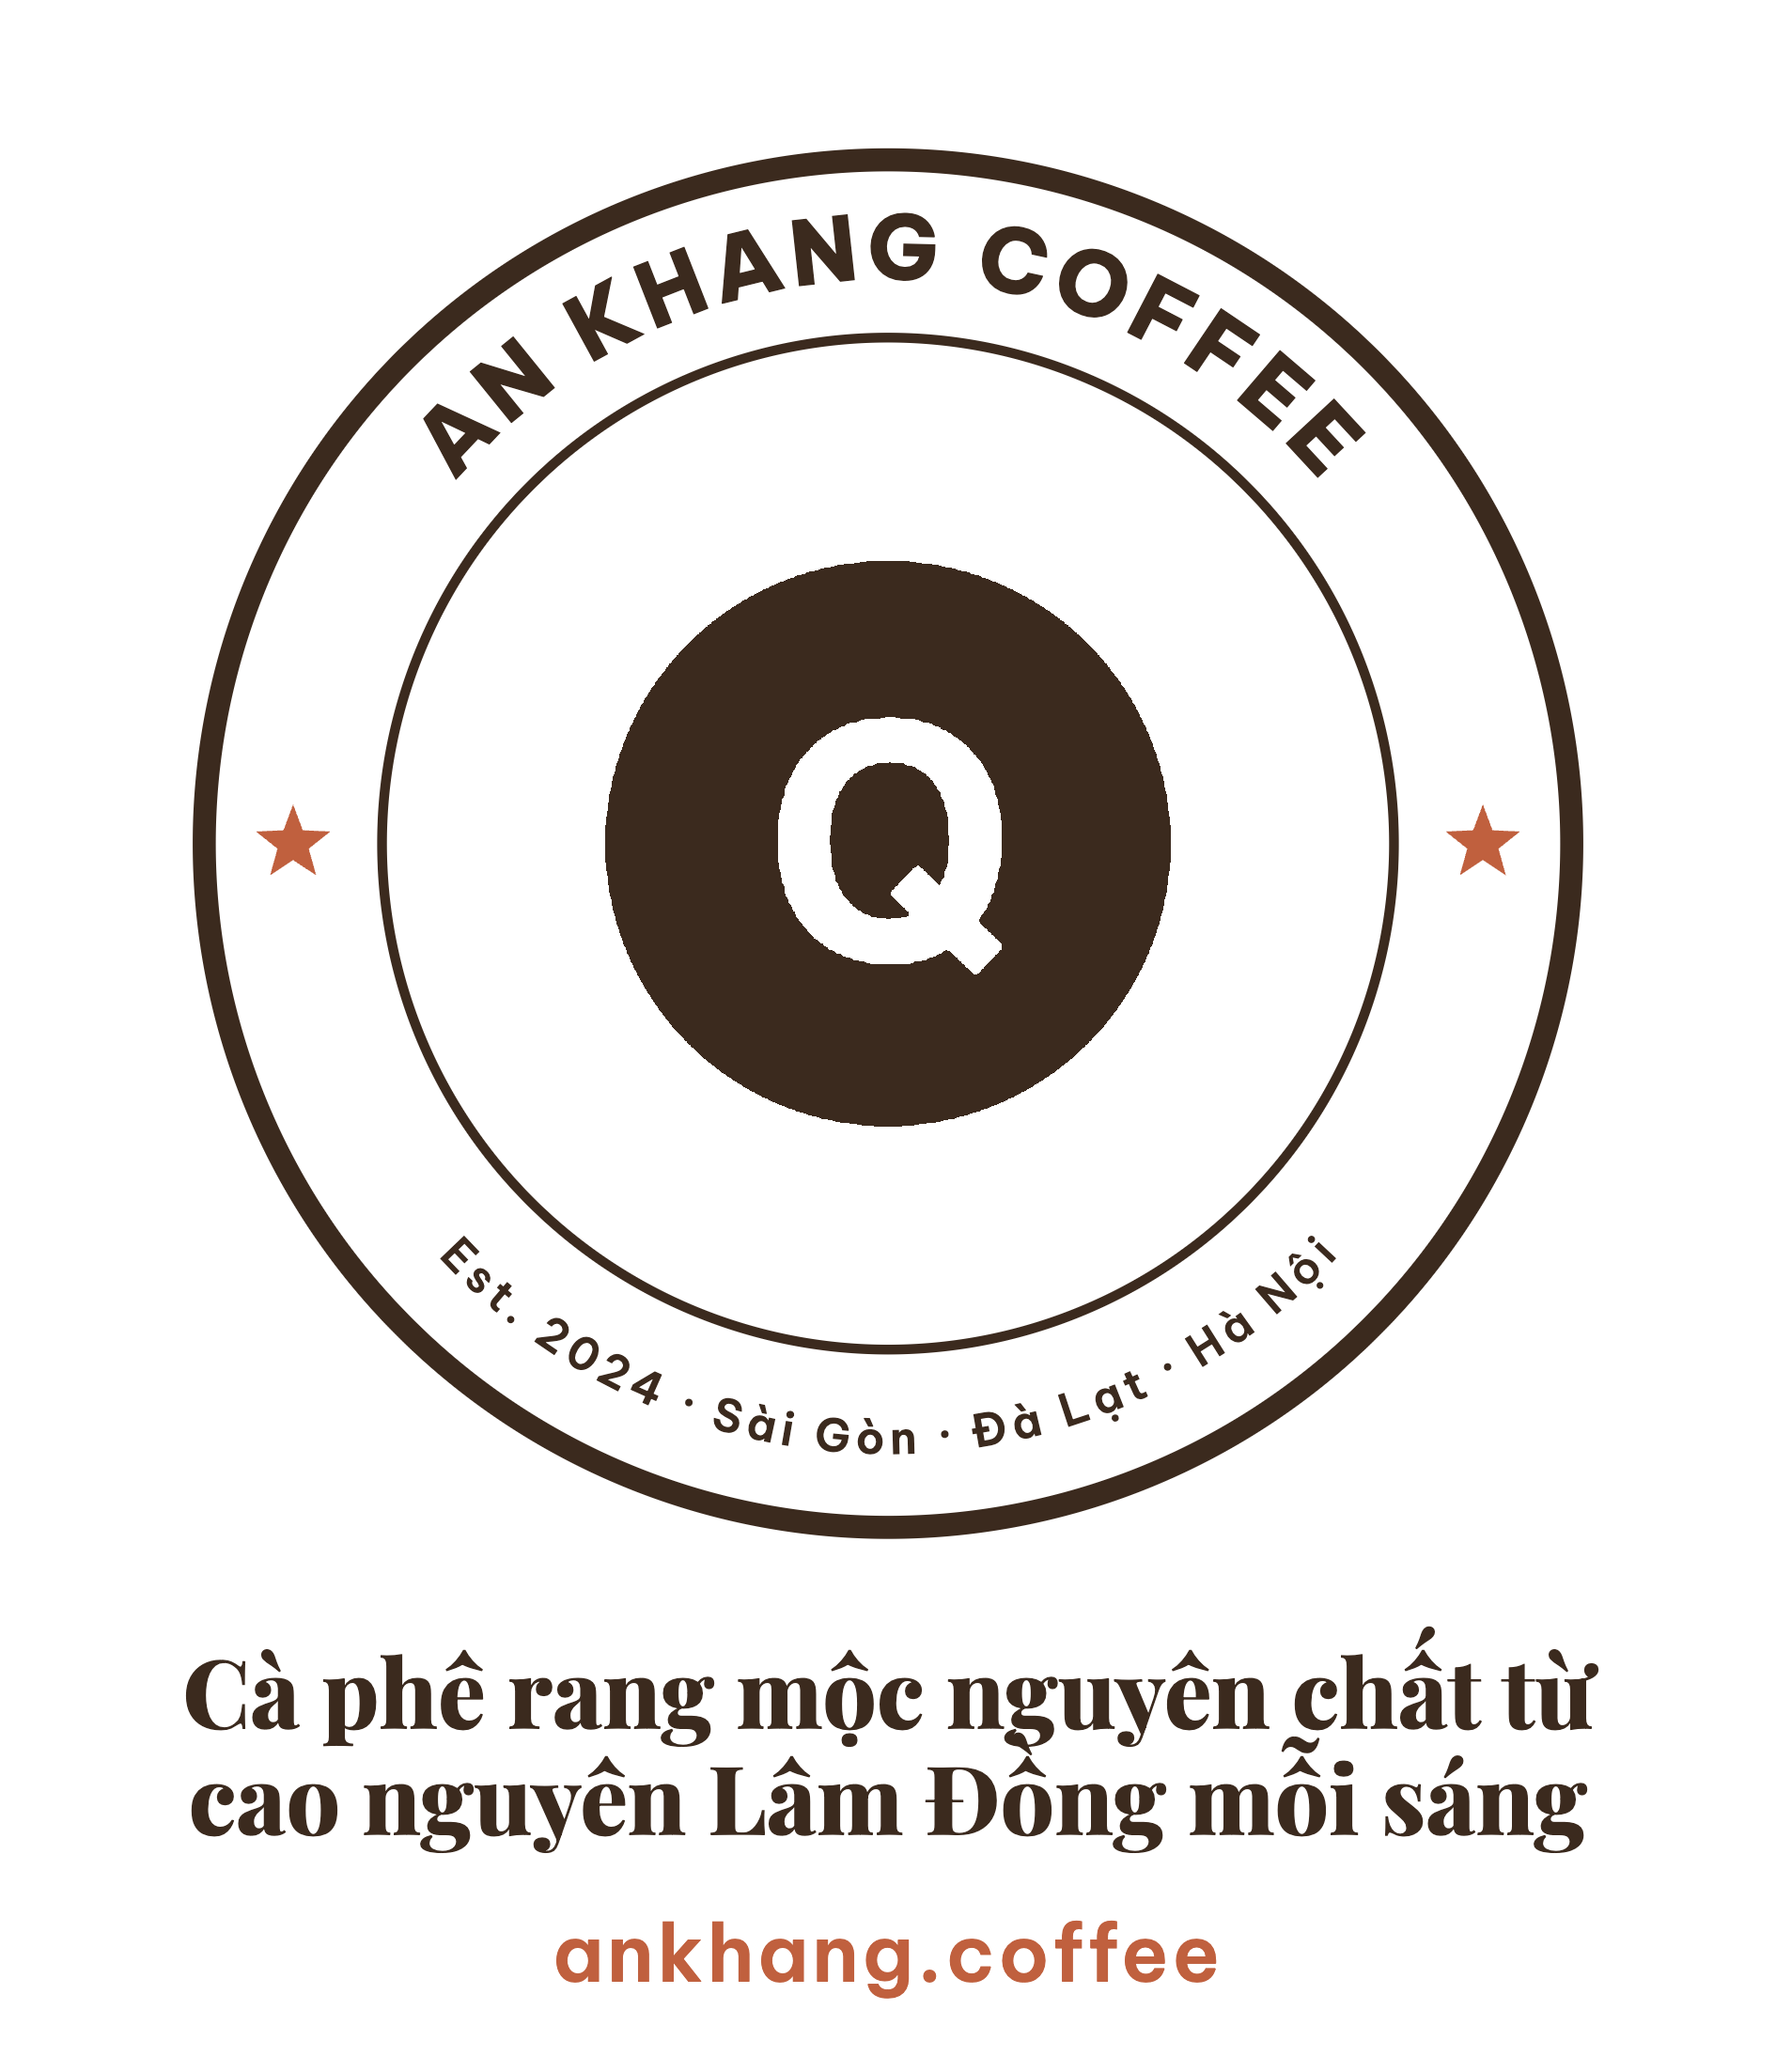 AN KHANG COFFEE
Q
Est. 2024 · Sài Gòn · Đà Lạt · Hà Nội
Cà phê rang mộc nguyên chất từ
cao nguyên Lâm Đồng mỗi sáng
ankhang.coffee